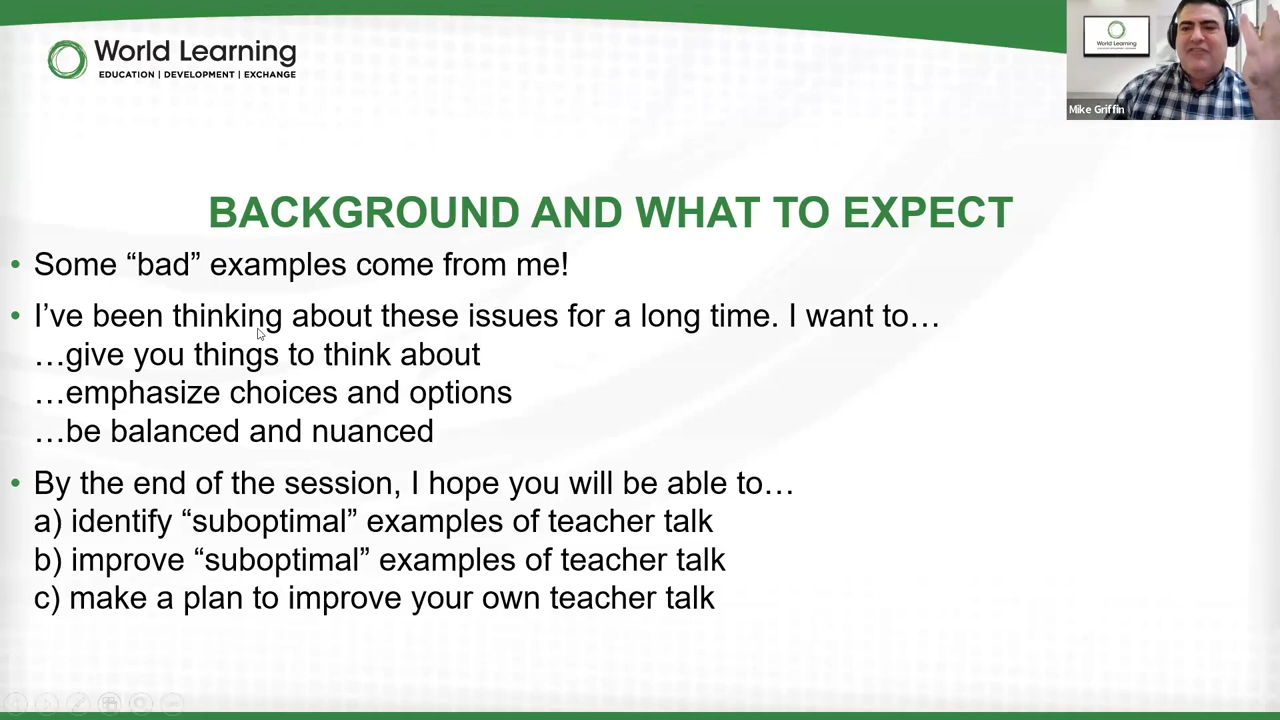 World Learning
EDUCATION | DEVELOPMENT | EXCHANGE
World Learning
Mike Griffin
BACKGROUND AND WHAT TO EXPECT
• Some “bad” examples come from me!
• I’ve been thinking about these issues for a long time. I want to…
…give you things to think about
…emphasize choices and options
…be balanced and nuanced
• By the end of the session, I hope you will be able to…
a) identify “suboptimal” examples of teacher talk
b) improve “suboptimal” examples of teacher talk
c) make a plan to improve your own teacher talk